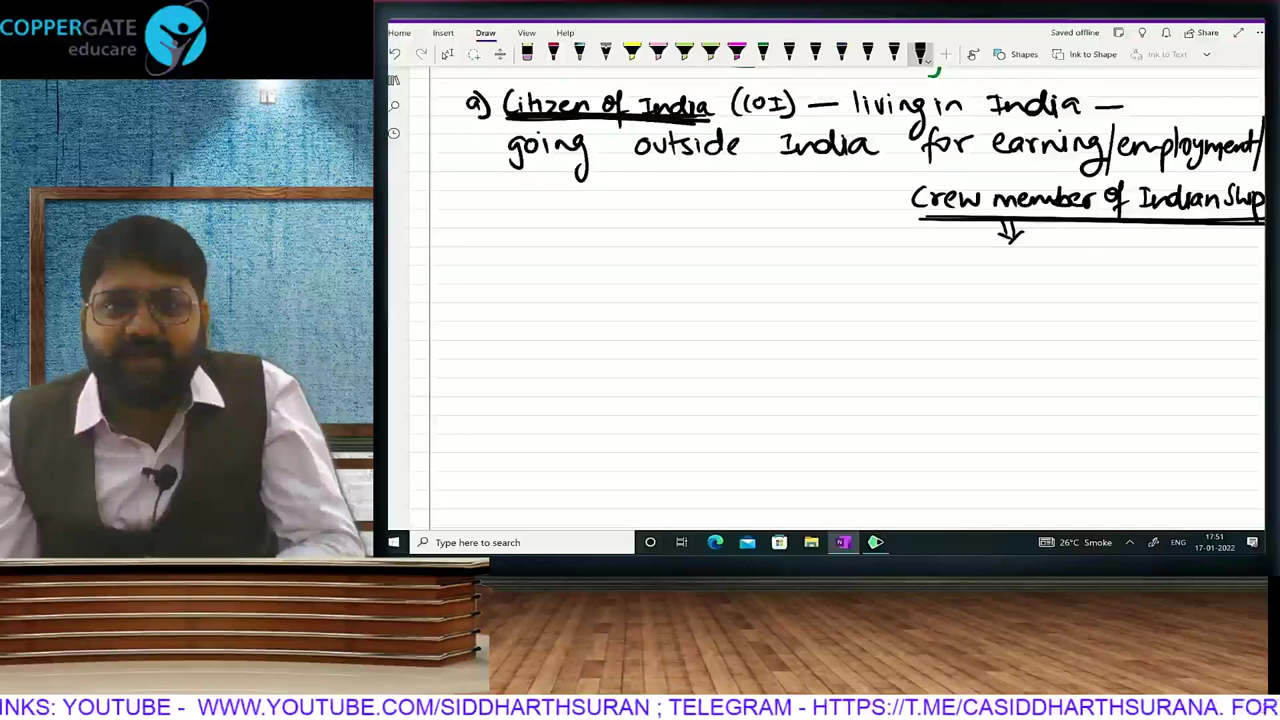 COPPERGATE
educare
Home Insert Draw View Help
Saved offline
Share
Shapes
Ink to Shape
Ink to Text
a) Citizen of India (COI) – living in India –
going outside India for earning/employment/
Crew member of Indian Ship
Type here to search
26°C Smoke
ENG
17:51
17-01-2022
INKS: YOUTUBE - WWW.YOUTUBE.COM/SIDDHARTHSURAN ; TELEGRAM - HTTPS://T.ME/CASIDDHARTHSURANA. FOR